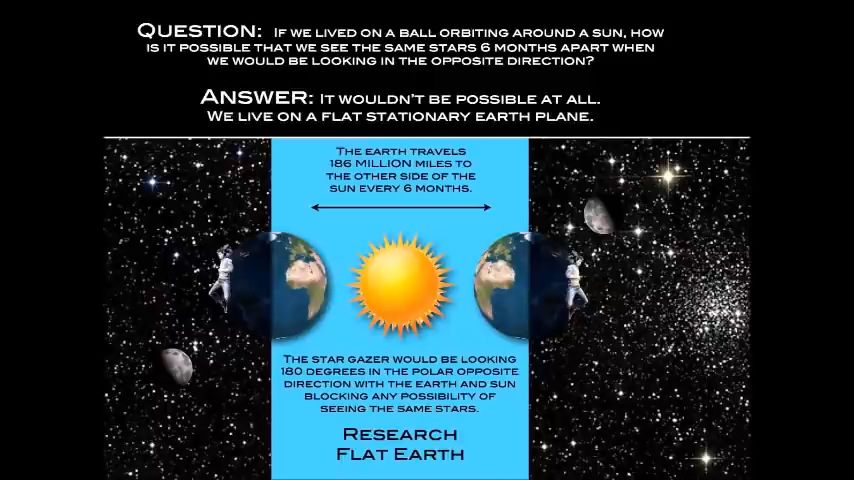 QUESTION: IF WE LIVED ON A BALL ORBITING AROUND A SUN, HOW
IS IT POSSIBLE THAT WE SEE THE SAME STARS 6 MONTHS APART WHEN
WE WOULD BE LOOKING IN THE OPPOSITE DIRECTION?
ANSWER: IT WOULDN'T BE POSSIBLE AT ALL.
WE LIVE ON A FLAT STATIONARY EARTH PLANE.
THE EARTH TRAVELS
186 MILLION MILES TO
THE OTHER SIDE OF THE
SUN EVERY 6 MONTHS.
THE STAR GAZER WOULD BE LOOKING
180 DEGREES IN THE POLAR OPPOSITE
DIRECTION WITH THE EARTH AND SUN
BLOCKING ANY POSSIBILITY OF
SEEING THE SAME STARS.
RESEARCH
FLAT EARTH